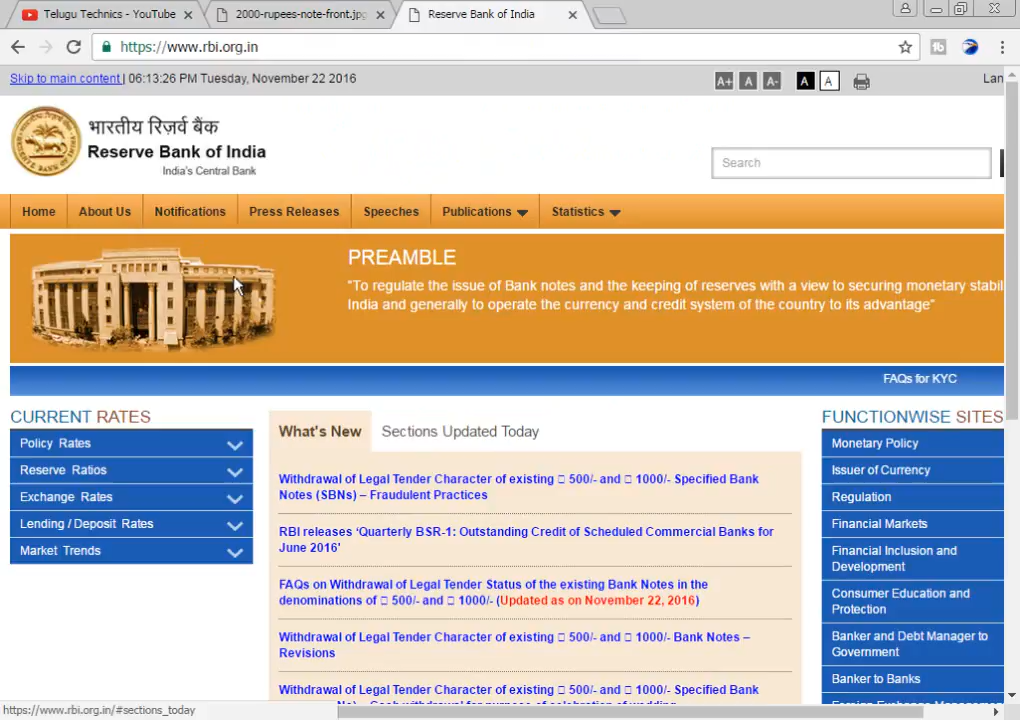 Telugu Technics - YouTube
2000-rupees-note-front.jpg
Reserve Bank of India
https://www.rbi.org.in
Skip to main content | 06:13:26 PM Tuesday, November 22 2016
A+ A A- A A
Lan
भारतीय रिज़र्व बैंक
Reserve Bank of India
India's Central Bank
Search
Home About Us Notifications Press Releases Speeches Publications Statistics
PREAMBLE
"To regulate the issue of Bank notes and the keeping of reserves with a view to securing monetary stabil
India and generally to operate the currency and credit system of the country to its advantage"
FAQs for KYC
CURRENT RATES
Policy Rates
Reserve Ratios
Exchange Rates
Lending / Deposit Rates
Market Trends
What's New Sections Updated Today
Withdrawal of Legal Tender Character of existing □ 500/- and □ 1000/- Specified Bank
Notes (SBNs) – Fraudulent Practices
RBI releases ‘Quarterly BSR-1: Outstanding Credit of Scheduled Commercial Banks for
June 2016'
FAQs on Withdrawal of Legal Tender Status of the existing Bank Notes in the
denominations of □ 500/- and □ 1000/- (Updated as on November 22, 2016)
Withdrawal of Legal Tender Character of existing □ 500/- and □ 1000/- Bank Notes –
Revisions
Withdrawal of Legal Tender Character of existing □ 500/- and □ 1000/- Specified Bank
FUNCTIONWISE SITES
Monetary Policy
Issuer of Currency
Regulation
Financial Markets
Financial Inclusion and
Development
Consumer Education and
Protection
Banker and Debt Manager to
Government
Banker to Banks
https://www.rbi.org.in/#sections_today